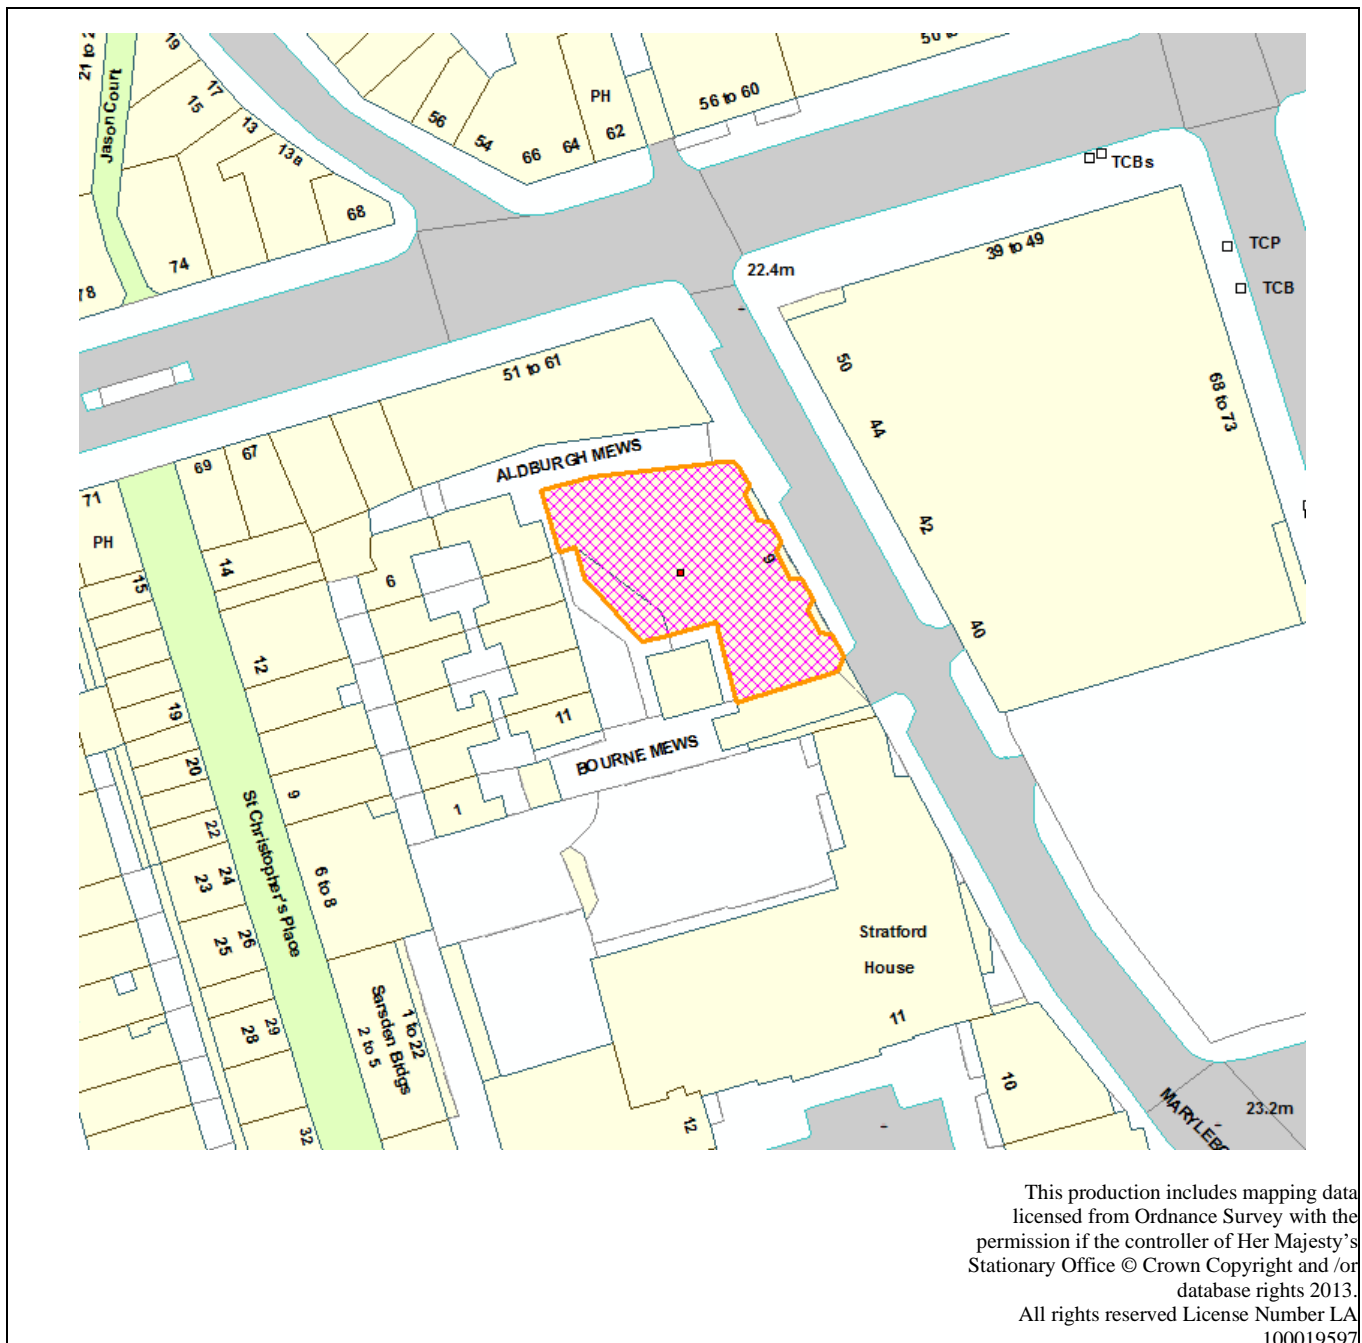 21 to 2
Jason Court
19
17
15
13
13a
68
74
78
56
54
66
64
PH
62
56 to 60
50 to
TCBs
TCP
TCB
39 to 49
22.4m
50
44
42
40
68 to 73
51 to 61
ALDBURGH MEWS
69
67
71
PH
15
14
6
9
12
11
19
20
BOURNE MEWS
1
9
22
St Christopher's Place
24
23
6 to 8
26
25
Stratford
House
11
29
28
1 to 22
Sarsden Bldgs
2 to 5
32
12
10
MARYLEBO
23.2m
This production includes mapping data
licensed from Ordnance Survey with the
permission if the controller of Her Majesty's
Stationary Office © Crown Copyright and /or
database rights 2013.
All rights reserved License Number LA
100019597